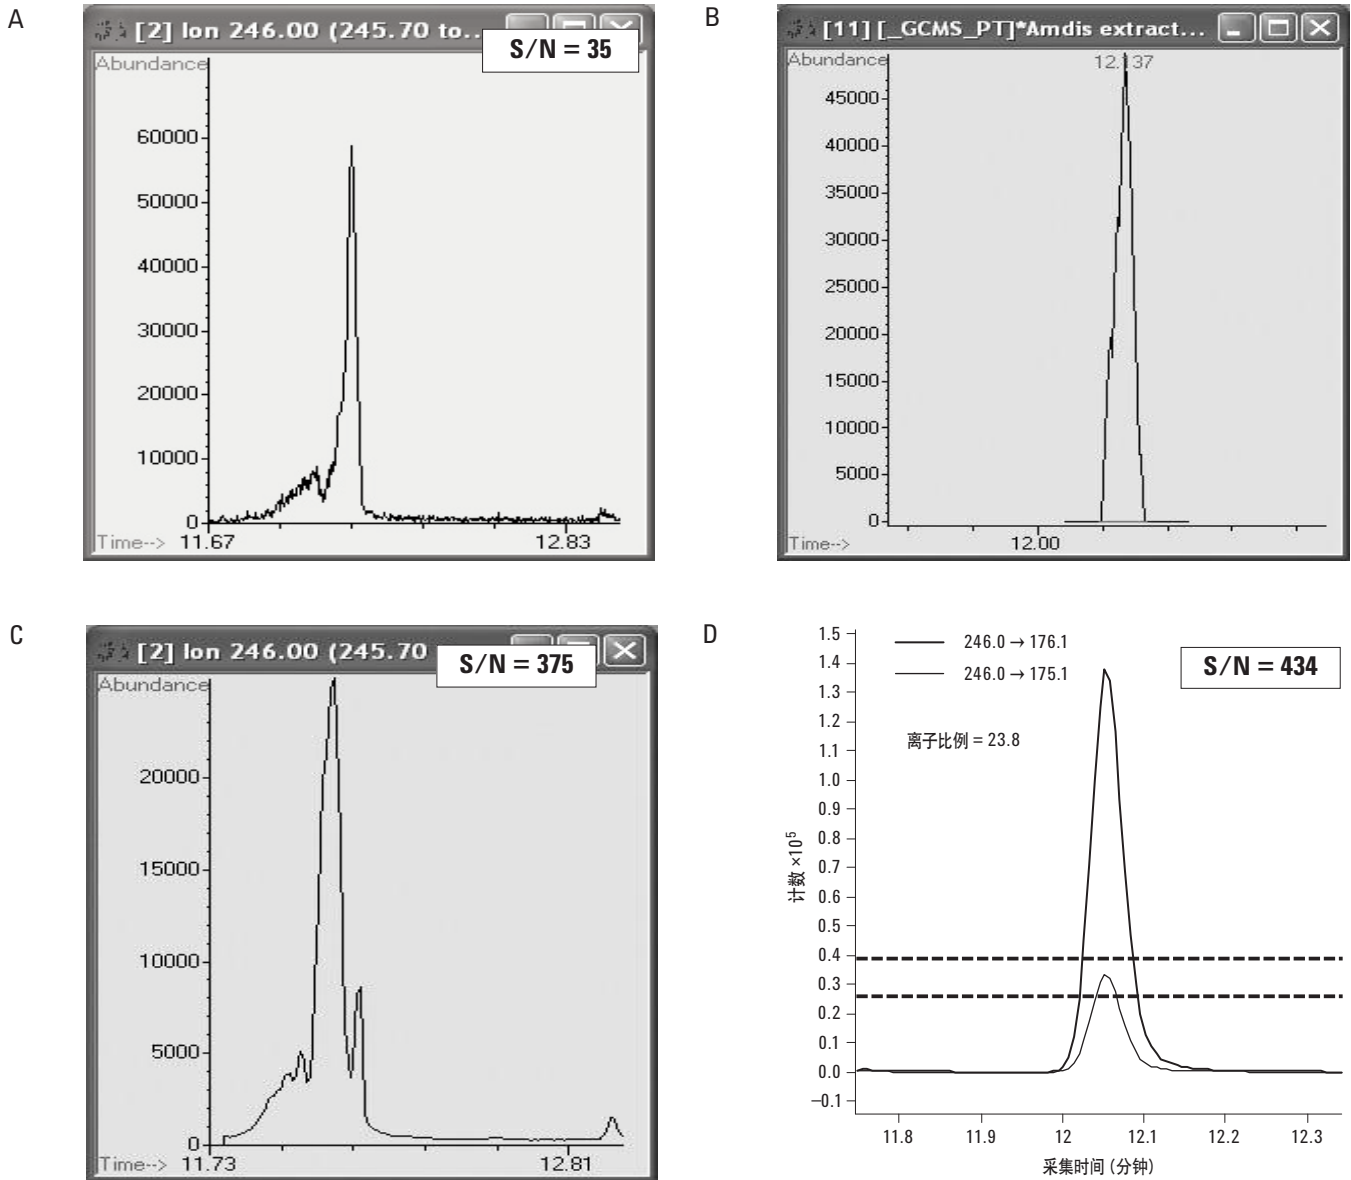 A
[2] Ion 246.00 (245.70 to...
S/N = 35
Abundance
60000
50000
40000
30000
20000
10000
0
Time-->
11.67
12.83
B
[11] [_GCMS_PT]*Amdis extract...
Abundance
12.137
45000
40000
35000
30000
25000
20000
15000
10000
5000
0
Time-->
12.00
C
[2] Ion 246.00 (245.70
S/N = 375
Abundance
20000
15000
10000
5000
0
Time-->
11.73
12.81
D
246.0 → 176.1
246.0 → 175.1
S/N = 434
离子比例 = 23.8
计数 ×10⁵
1.5
1.4
1.3
1.2
1.1
1.0
0.9
0.8
0.7
0.6
0.5
0.4
0.3
0.2
0.1
0.0
–0.1
11.8
11.9
12
12.1
12.2
12.3
采集时间 (分钟)